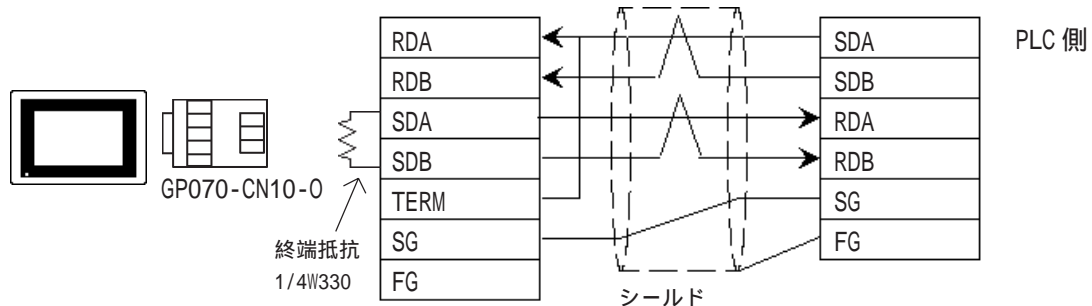 RDA
RDB
SDA
SDB
TERM
SG
FG
SDA
SDB
RDA
RDB
SG
FG
PLC 側
GP070-CN10-O
終端抵抗
1/4W330
シールド